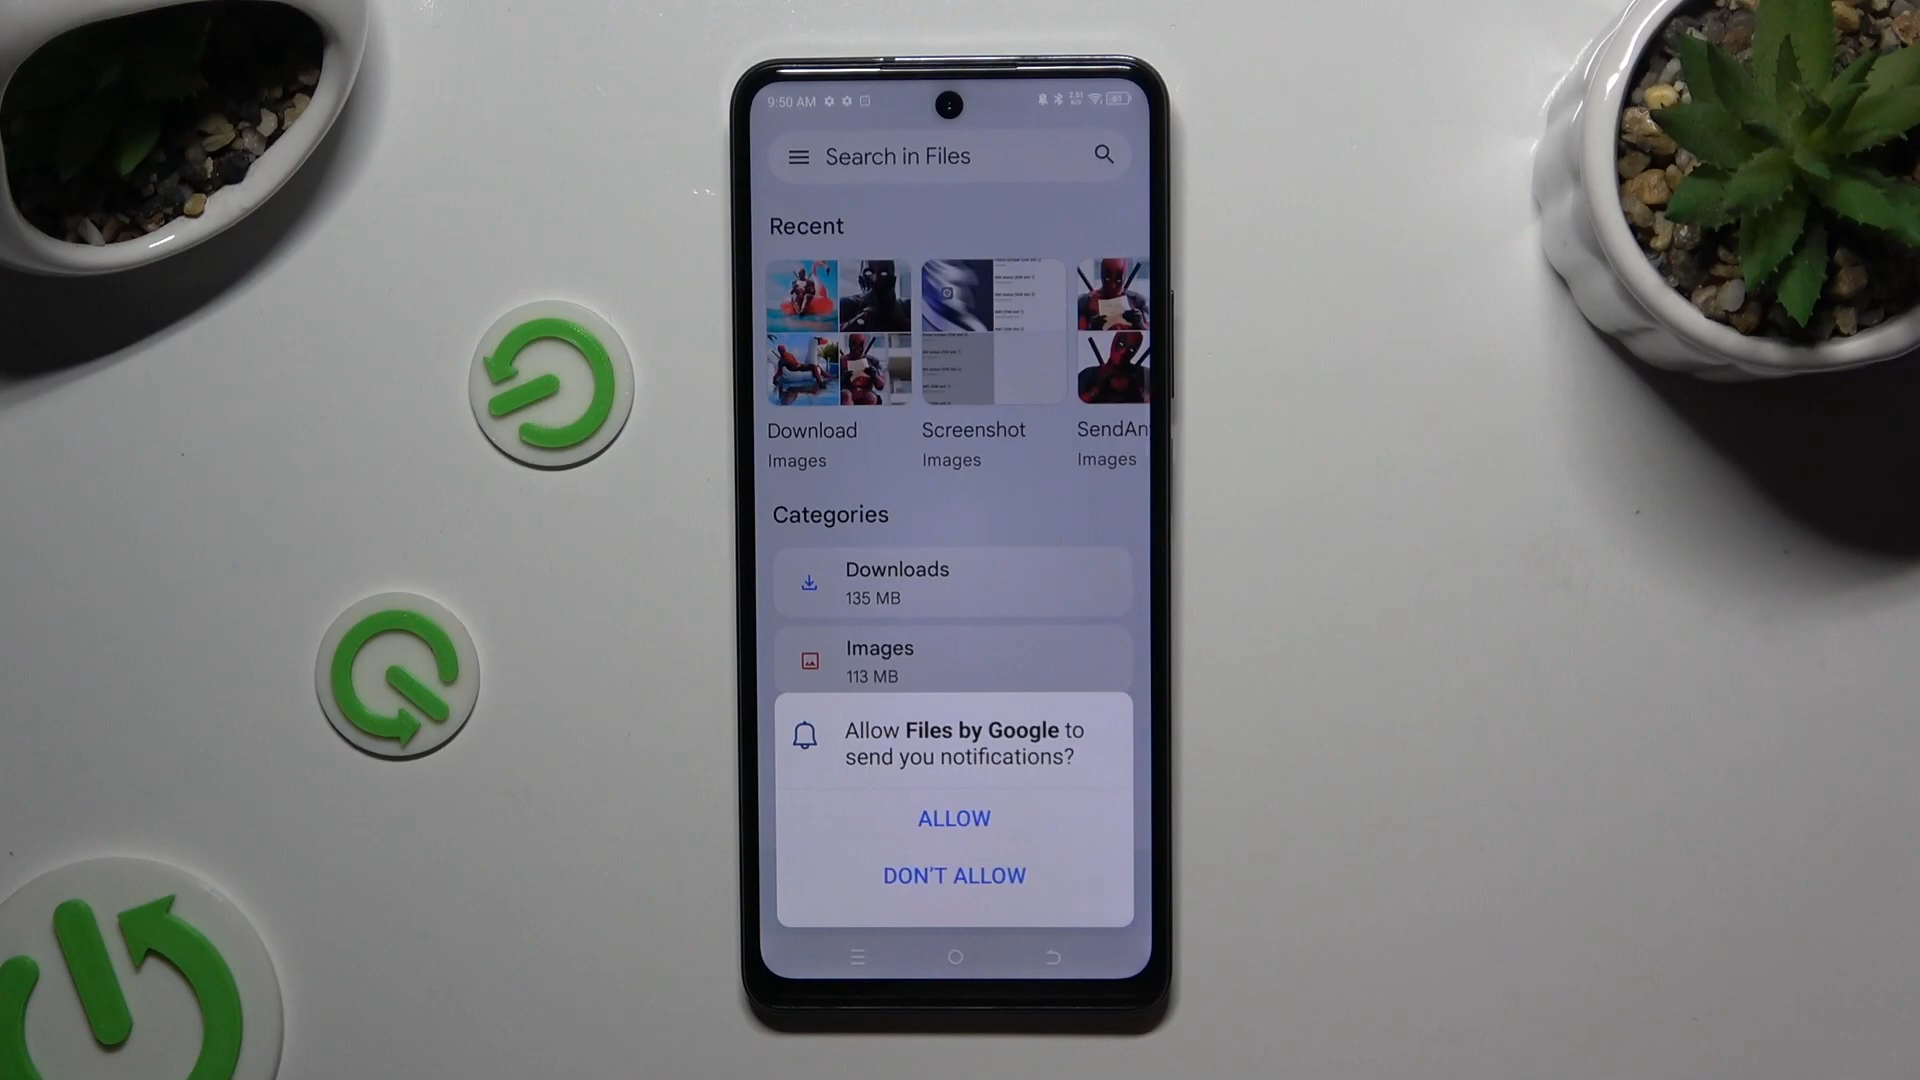 9:50 AM
Search in Files
Recent
Download
Screenshot
SendAn
Images
Images
Images
Categories
Downloads
135 MB
Images
113 MB
Allow Files by Google to
send you notifications?
ALLOW
DON'T ALLOW